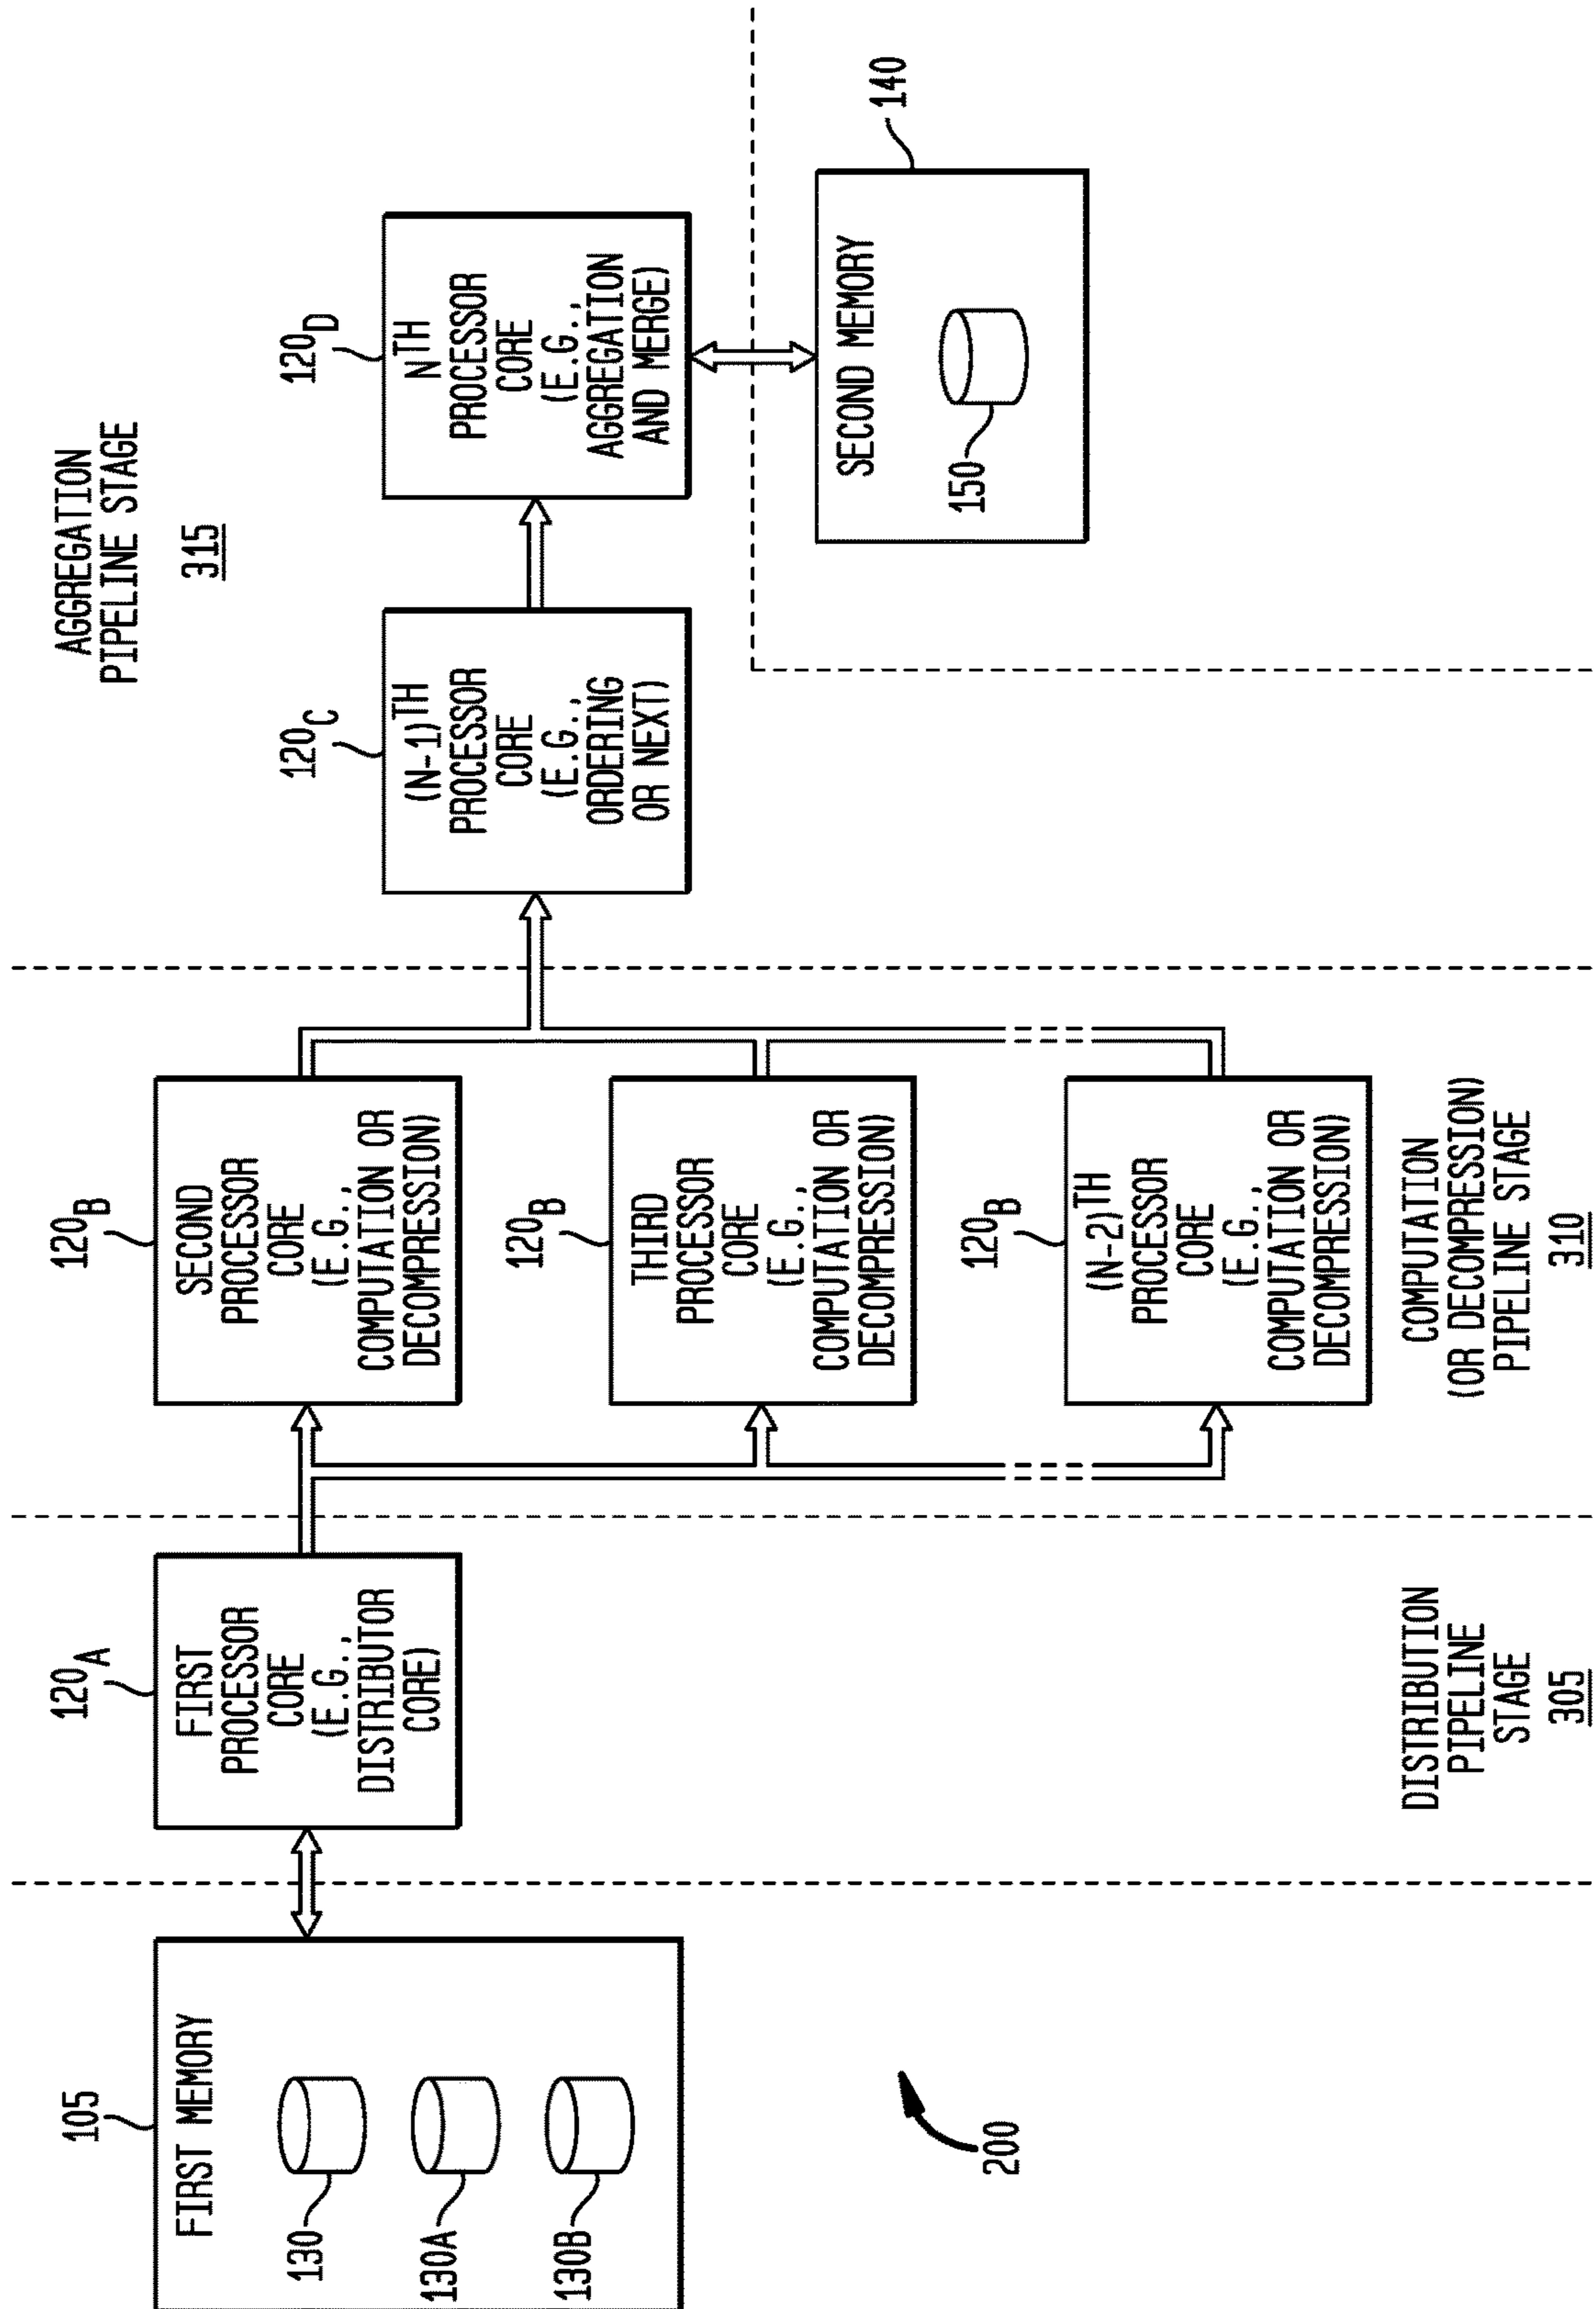 105
FIRST MEMORY
130
130A
130B
200
120A
FIRST
PROCESSOR
CORE
(E.G.,
DISTRIBUTOR
CORE)
DISTRIBUTION
PIPELINE
STAGE
305
120B
SECOND
PROCESSOR
CORE
(E.G.,
COMPUTATION OR
DECOMPRESSION)
120B
THIRD
PROCESSOR
CORE
(E.G.,
COMPUTATION OR
DECOMPRESSION)
120B
(N-2)TH
PROCESSOR
CORE
(E.G.,
COMPUTATION OR
DECOMPRESSION)
COMPUTATION
(OR DECOMPRESSION)
PIPELINE STAGE
310
AGGREGATION
PIPELINE STAGE
315
120C
(N-1)TH
PROCESSOR
CORE
(E.G.,
ORDERING
OR NEXT)
120D
NTH
PROCESSOR
CORE
(E.G.,
AGGREGATION
AND MERGE)
140
SECOND MEMORY
150